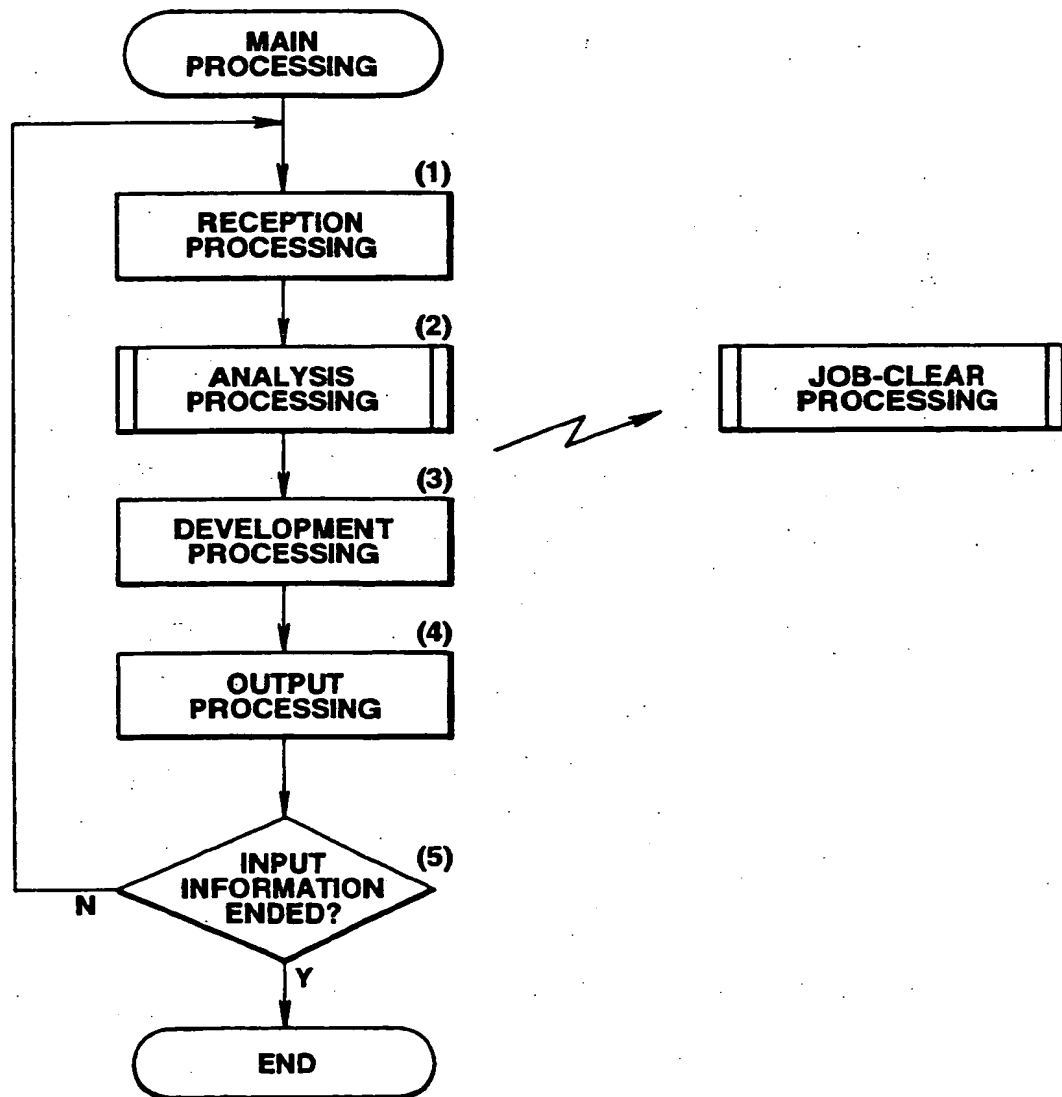 MAIN
PROCESSING
(1)
RECEPTION
PROCESSING
(2)
ANALYSIS
PROCESSING
JOB-CLEAR
PROCESSING
(3)
DEVELOPMENT
PROCESSING
(4)
OUTPUT
PROCESSING
(5)
INPUT
INFORMATION
ENDED?
N
Y
END